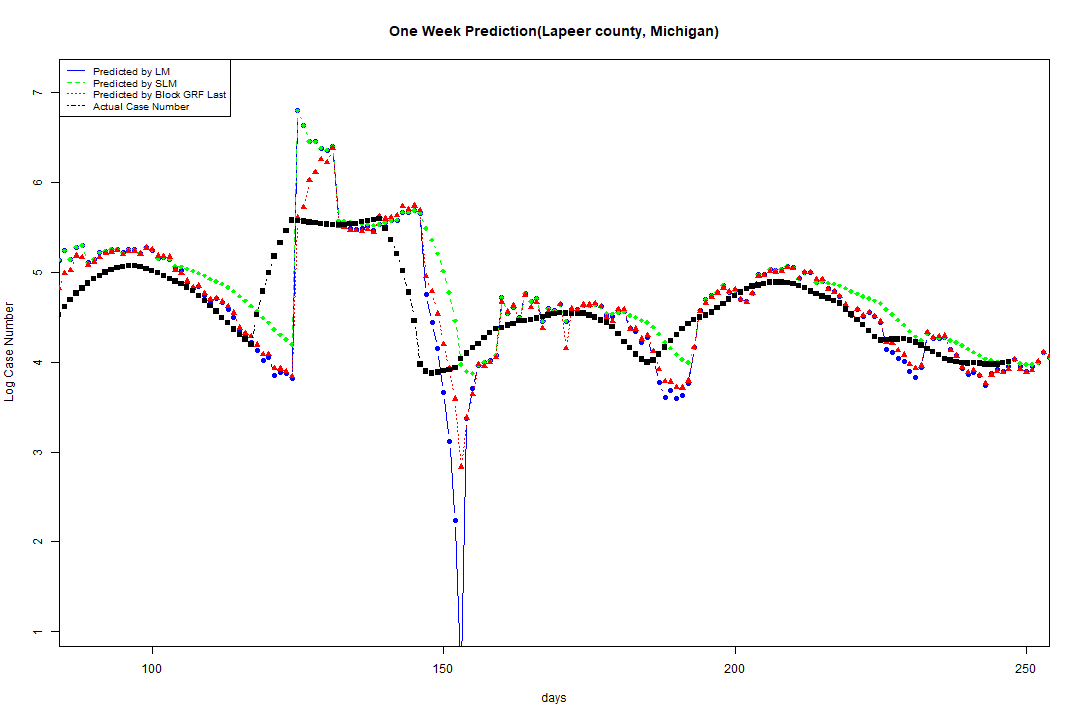 One Week Prediction(Lapeer county, Michigan)
Predicted by LM
Predicted by SLM
Predicted by Block GRF Last
Actual Case Number
7
6
5
4
3
2
1
Log Case Number
100 150 200 250
days